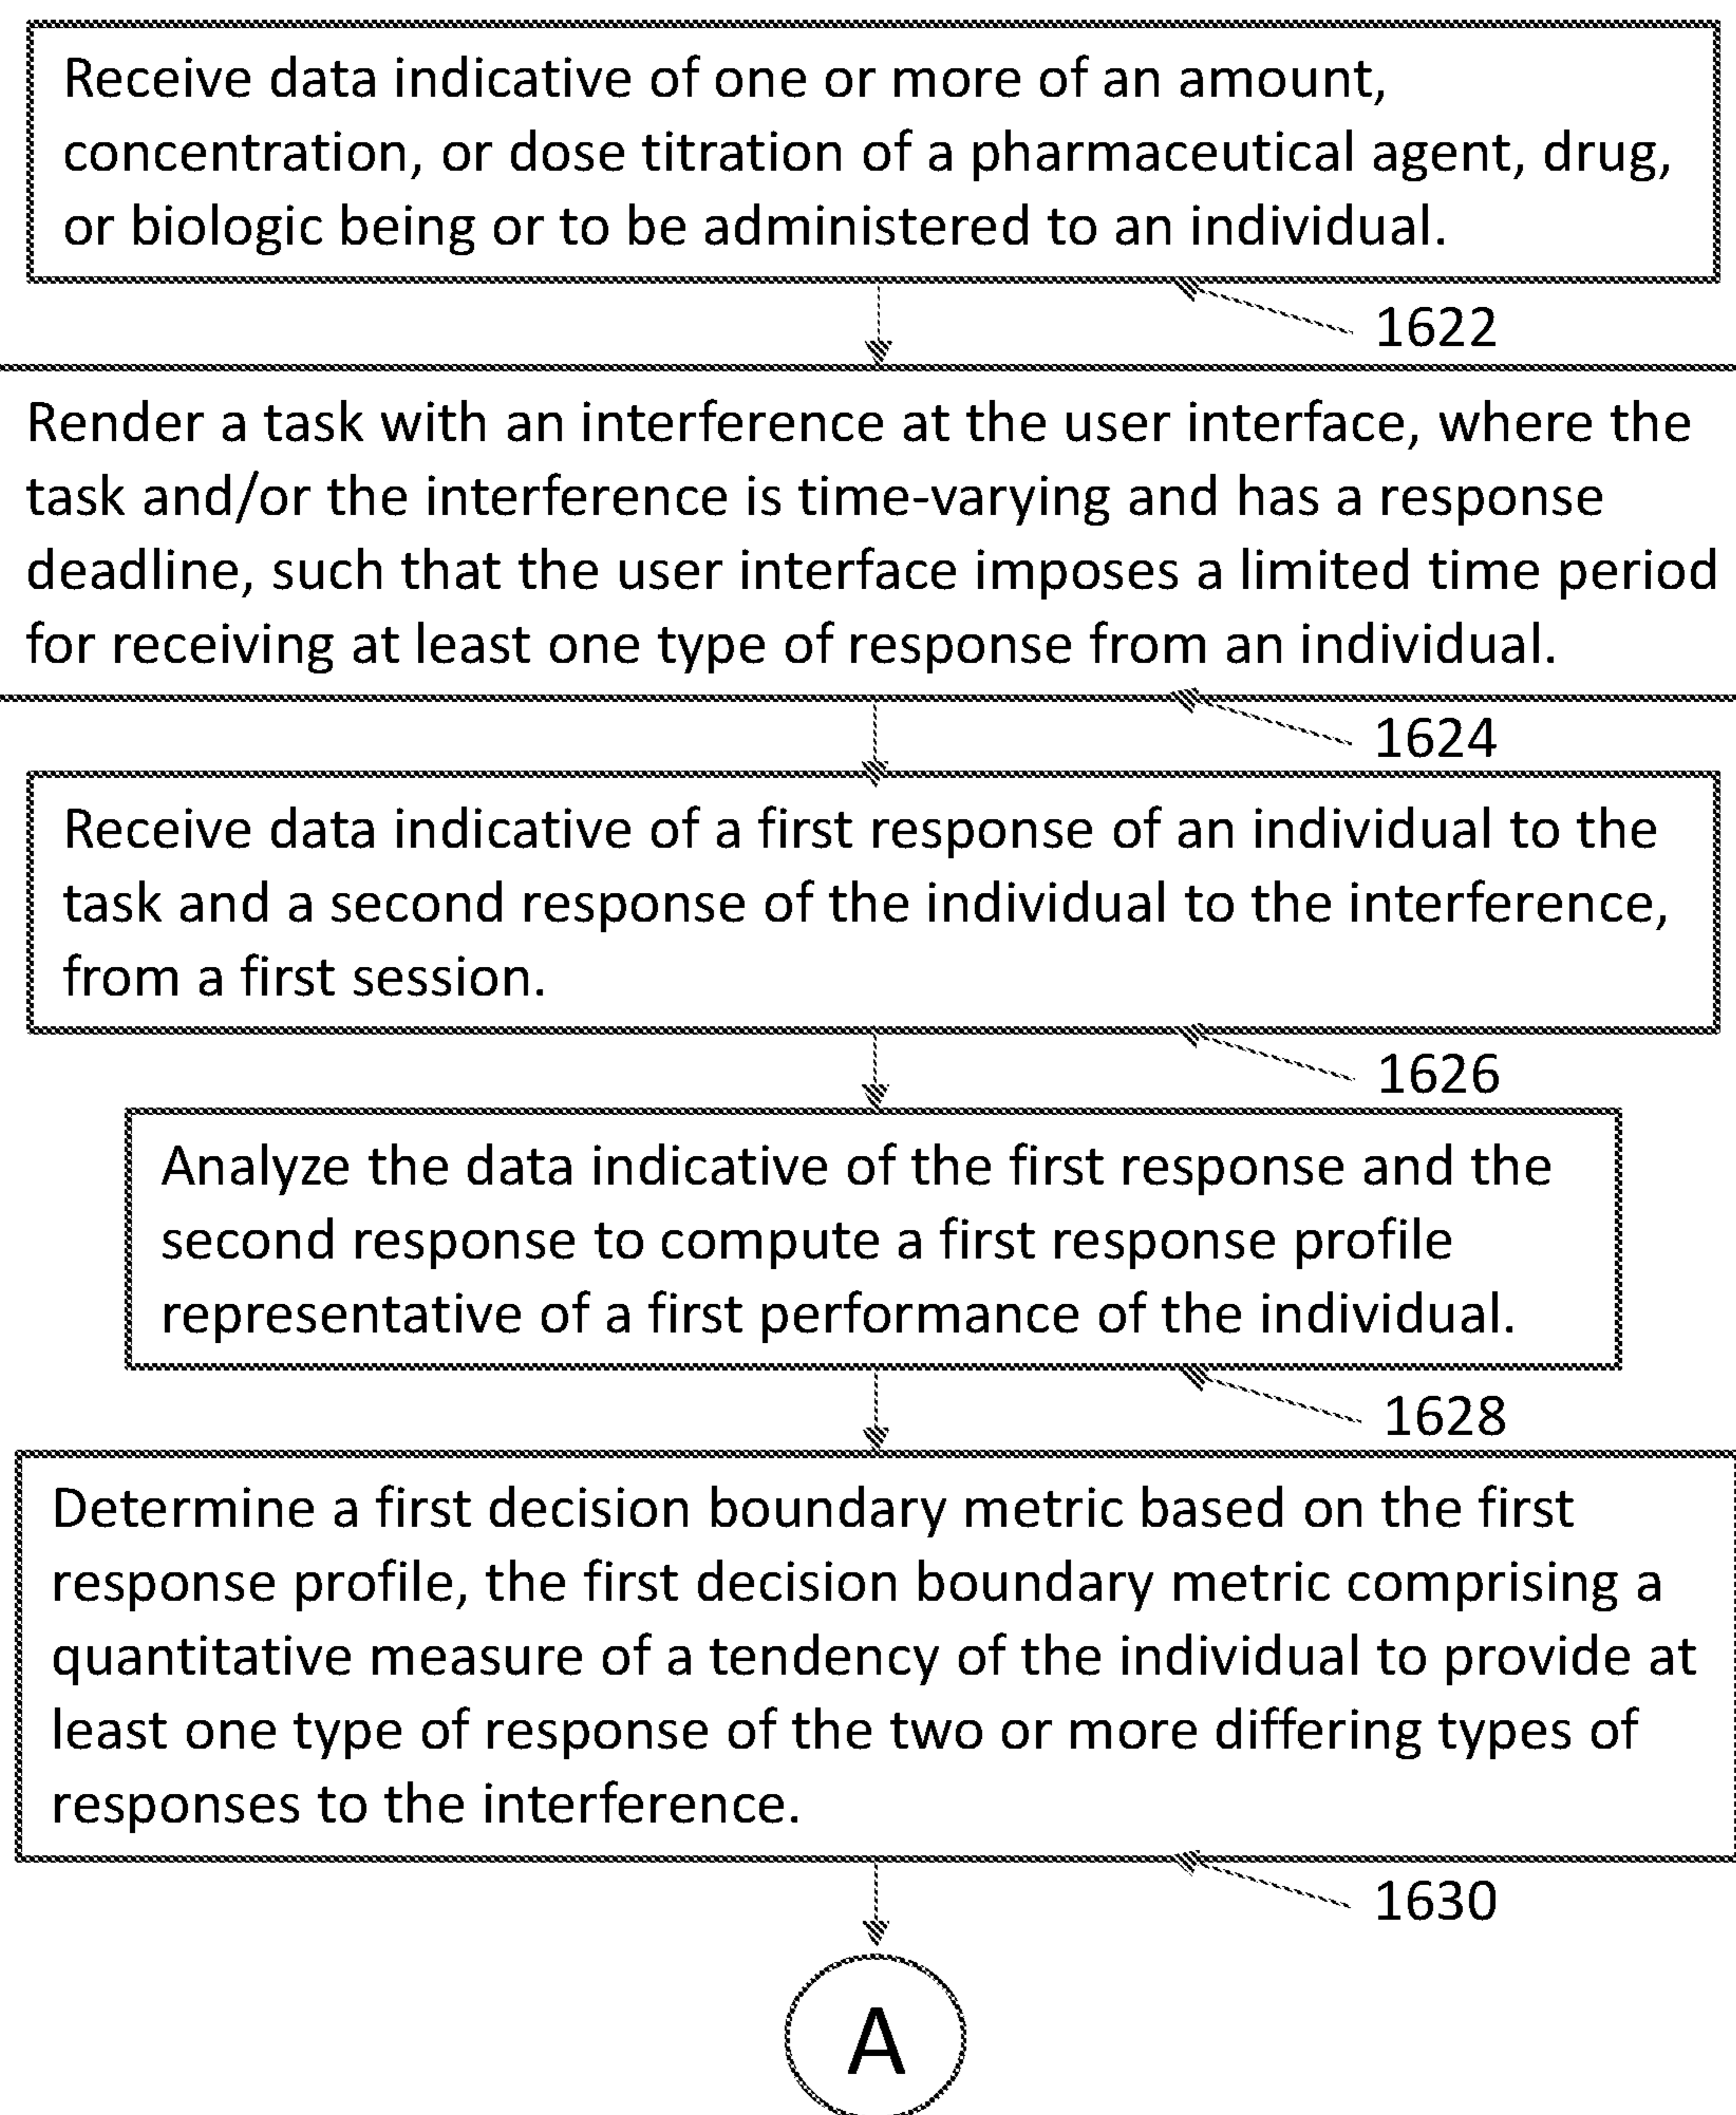 Receive data indicative of one or more of an amount,
concentration, or dose titration of a pharmaceutical agent, drug,
or biologic being or to be administered to an individual.
1622
Render a task with an interference at the user interface, where the
task and/or the interference is time-varying and has a response
deadline, such that the user interface imposes a limited time period
for receiving at least one type of response from an individual.
1624
Receive data indicative of a first response of an individual to the
task and a second response of the individual to the interference,
from a first session.
1626
Analyze the data indicative of the first response and the
second response to compute a first response profile
representative of a first performance of the individual.
1628
Determine a first decision boundary metric based on the first
response profile, the first decision boundary metric comprising a
quantitative measure of a tendency of the individual to provide at
least one type of response of the two or more differing types of
responses to the interference.
1630
A